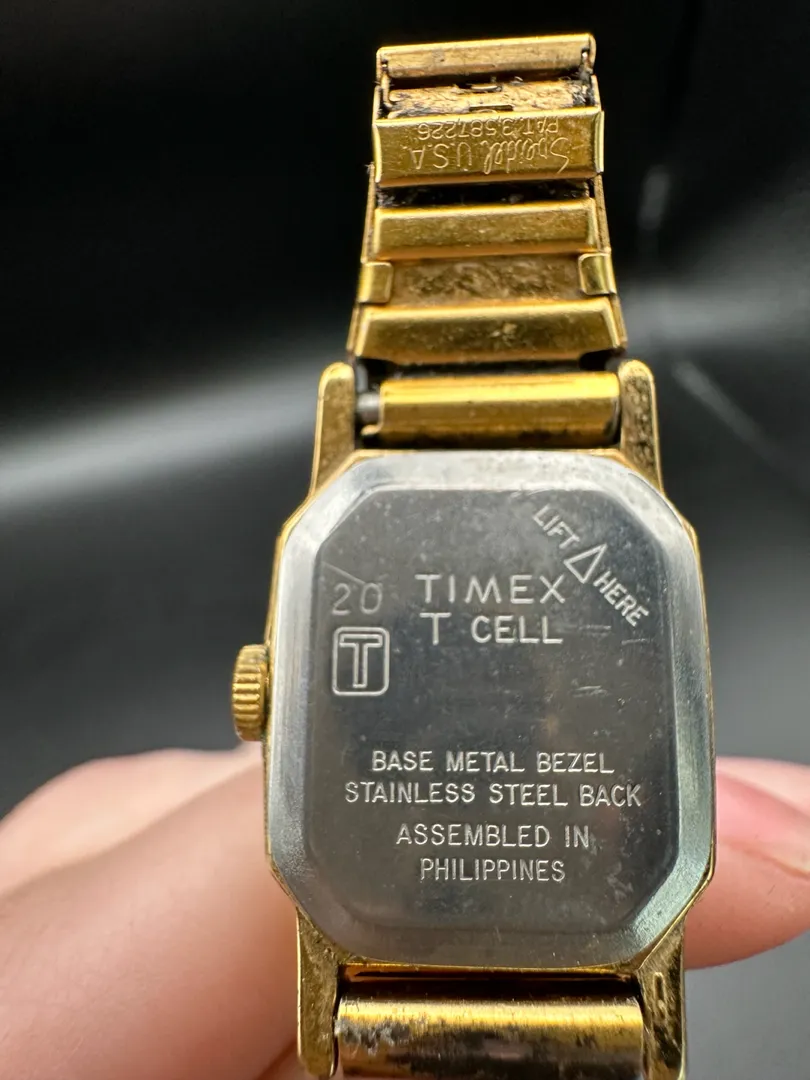 Speidel U.S.A.
PAT. 3,587,226
LIFT △ HERE
20 TIMEX
T CELL
T
BASE METAL BEZEL
STAINLESS STEEL BACK
ASSEMBLED IN
PHILIPPINES